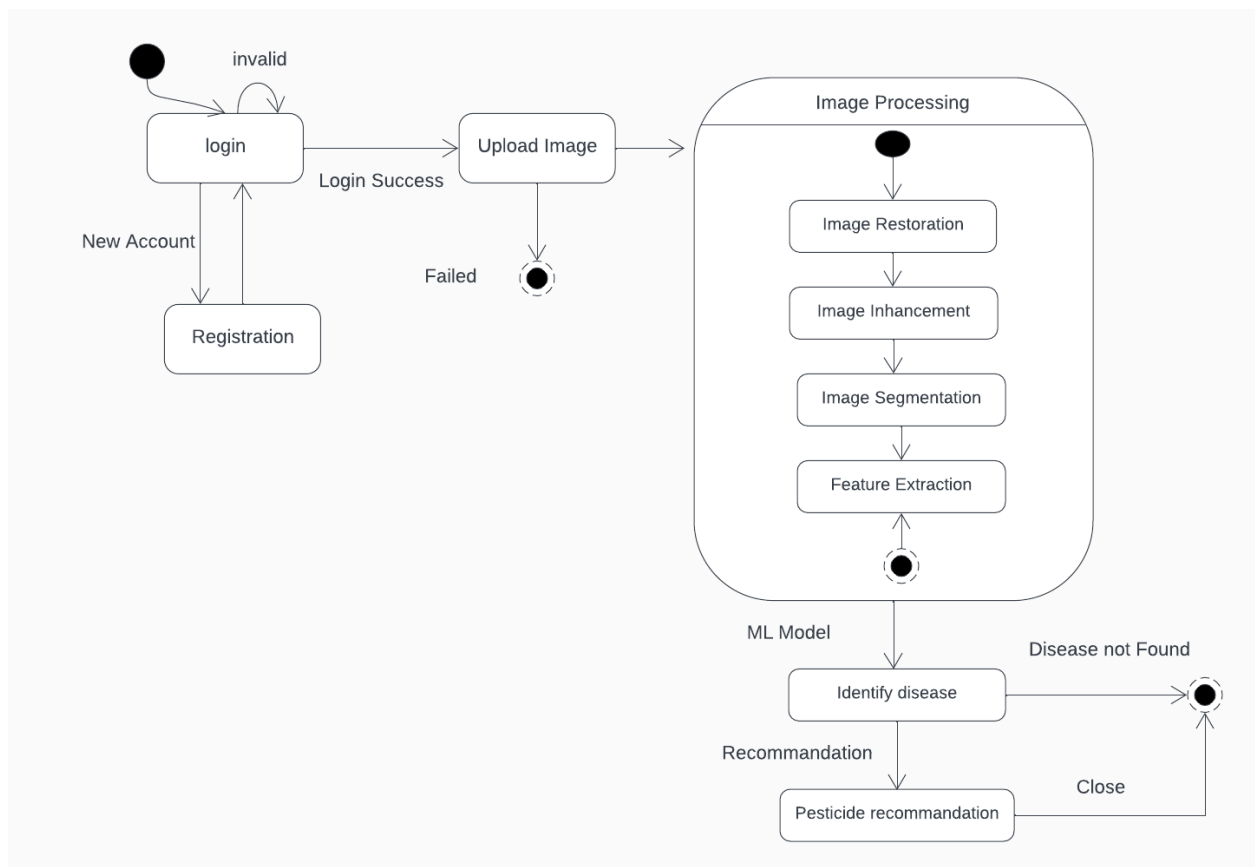 invalid
login
Login Success
Upload Image
New Account
Registration
Failed
Image Processing
Image Restoration
Image Inhancement
Image Segmentation
Feature Extraction
ML Model
Identify disease
Disease not Found
Recommandation
Pesticide recommandation
Close